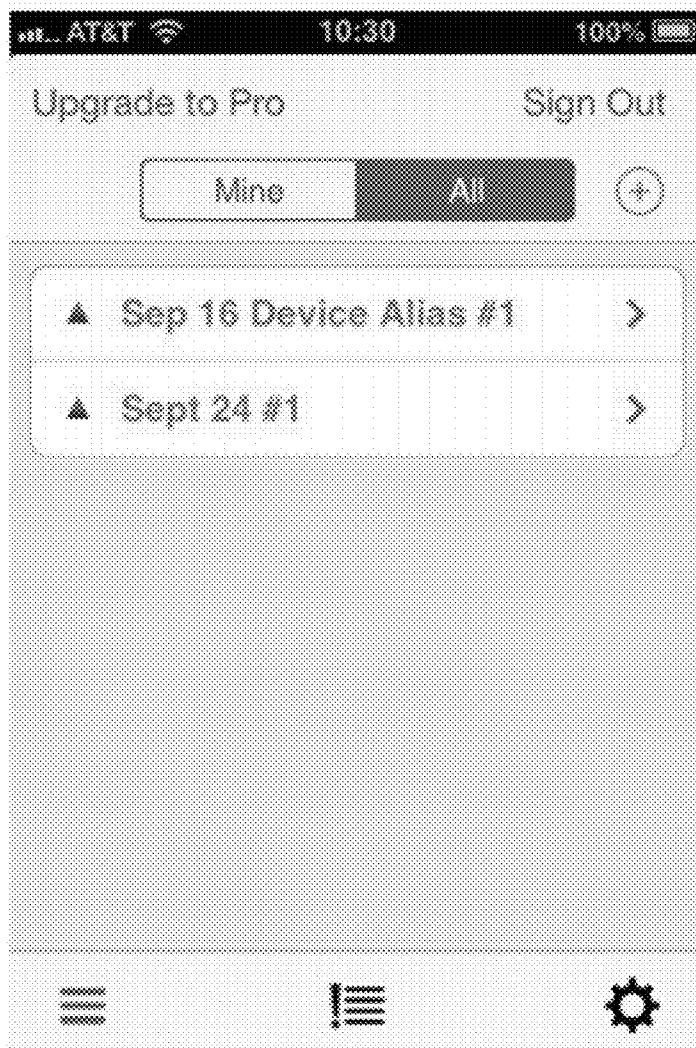 AT&T 10:30 100%
Upgrade to Pro Sign Out
Mine All
Sep 16 Device Alias #1
Sept 24 #1